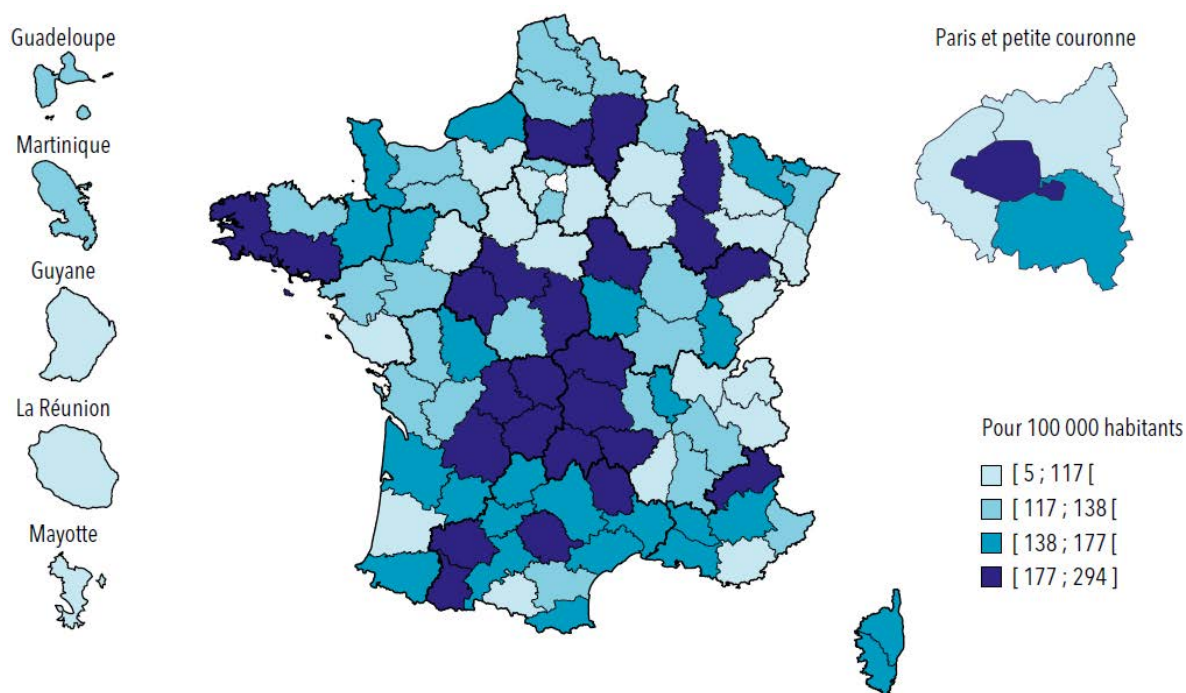 Guadeloupe
Martinique
Guyane
La Réunion
Mayotte
Paris et petite couronne
Pour 100 000 habitants
[ 5 ; 117 [
[ 117 ; 138 [
[ 138 ; 177 [
[ 177 ; 294 ]